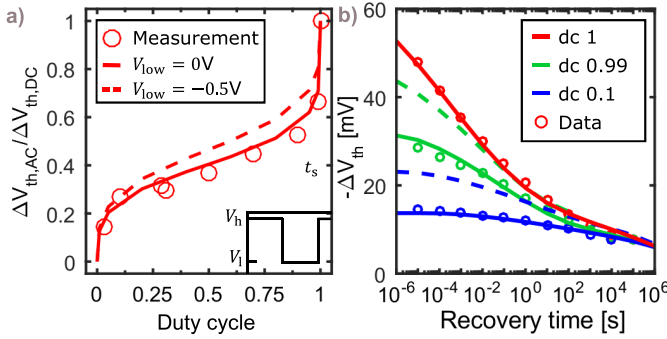 a)
ΔV_th,AC/ΔV_th,DC
1
0.8
0.6
0.4
0.2
0
Measurement
V_low = 0V
V_low = −0.5V
t_s
V_h
V_l
0 0.25 0.5 0.75 1
Duty cycle
b)
-ΔV_th [mV]
60
40
20
0
dc 1
dc 0.99
dc 0.1
Data
10^-6 10^-4 10^-2 10^0 10^2 10^4 10^6
Recovery time [s]